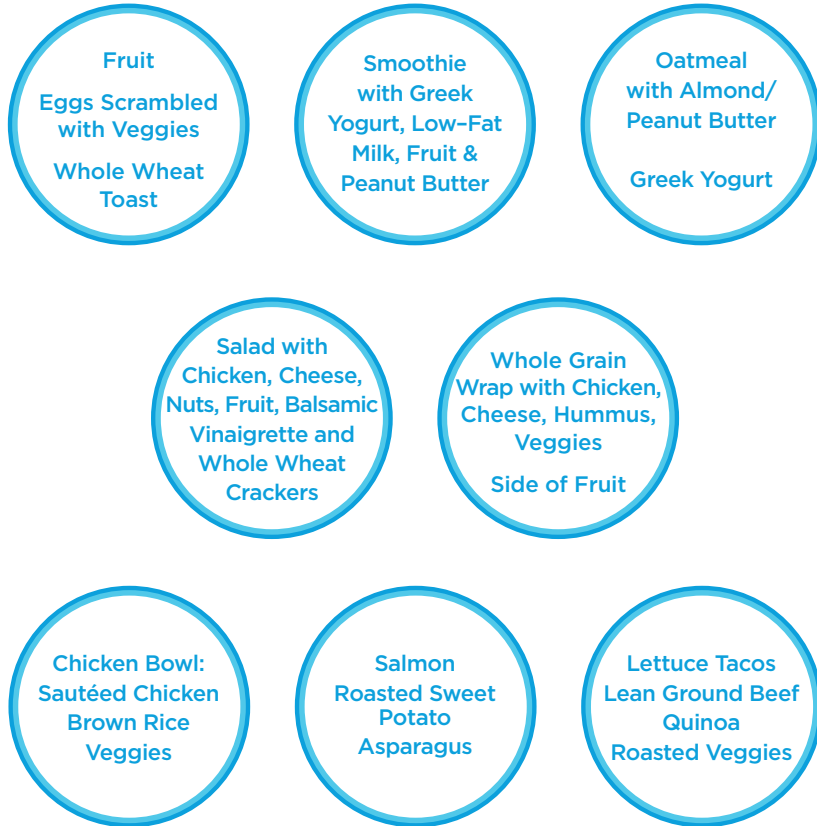 Fruit
Eggs Scrambled
with Veggies
Whole Wheat
Toast
Smoothie
with Greek
Yogurt, Low-Fat
Milk, Fruit &
Peanut Butter
Oatmeal
with Almond/
Peanut Butter
Greek Yogurt
Salad with
Chicken, Cheese,
Nuts, Fruit, Balsamic
Vinaigrette and
Whole Wheat
Crackers
Whole Grain
Wrap with Chicken,
Cheese, Hummus,
Veggies
Side of Fruit
Chicken Bowl:
Sautéed Chicken
Brown Rice
Veggies
Salmon
Roasted Sweet
Potato
Asparagus
Lettuce Tacos
Lean Ground Beef
Quinoa
Roasted Veggies